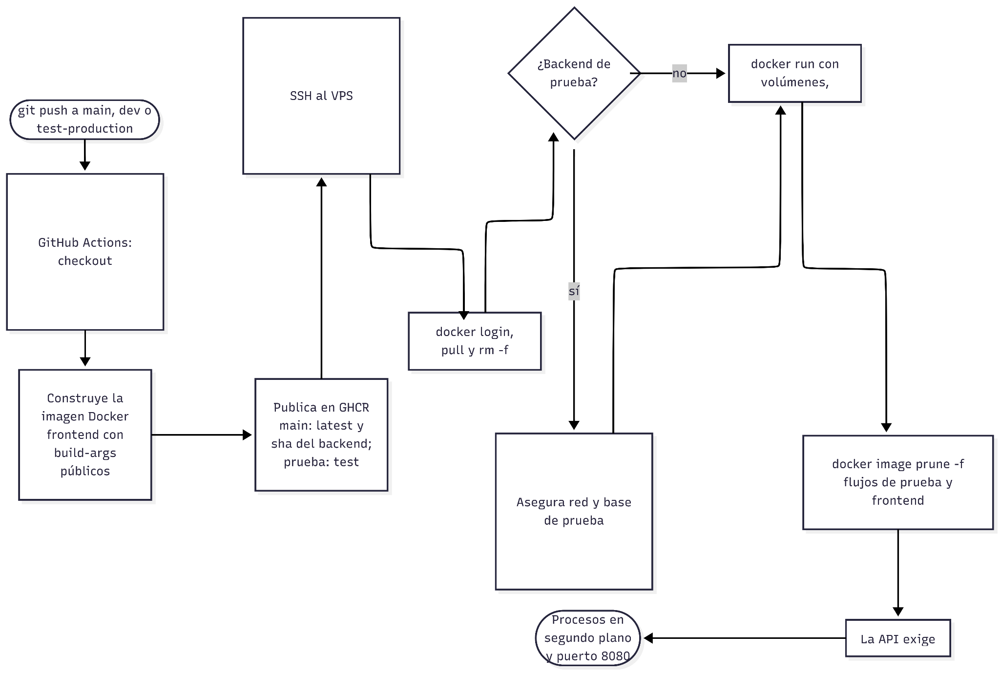 git push a main, dev o
test-production
GitHub Actions:
checkout
Construye la
imagen Docker
frontend con
build-args
públicos
Publica en GHCR
main: latest y
sha del backend;
prueba: test
SSH al VPS
docker login,
pull y rm -f
¿Backend de
prueba?
no
sí
Asegura red y base
de prueba
docker run con
volúmenes,
docker image prune -f
flujos de prueba y
frontend
La API exige
Procesos en
segundo plano
y puerto 8080